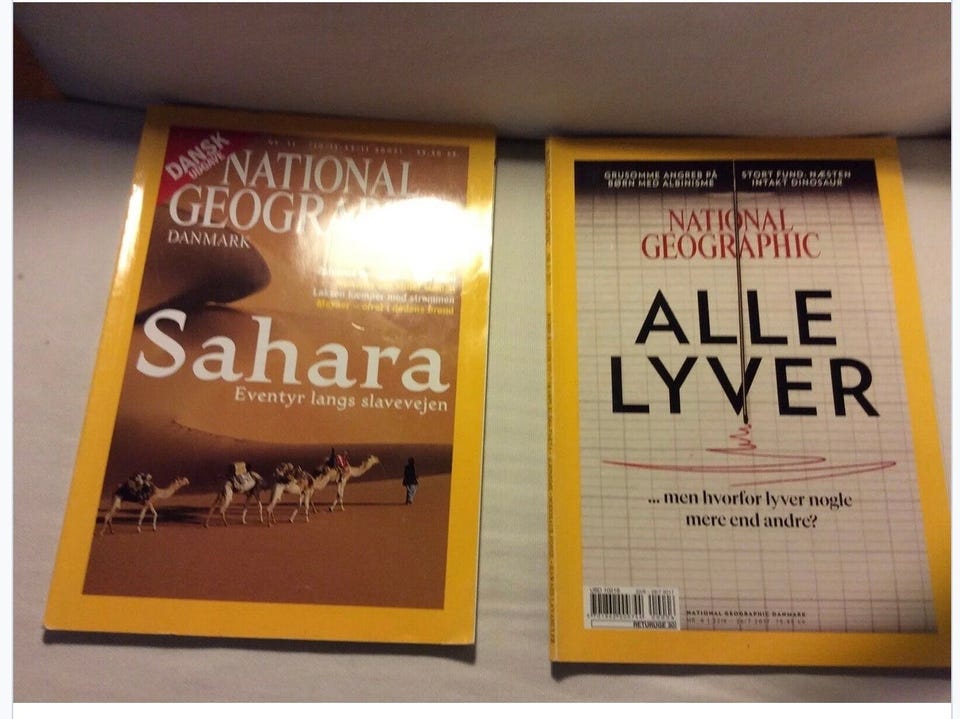 DANSK
UDGAVE
NATIONAL
GEOGRAPHIC
DANMARK
Laksen kæmper med strømmen
Sahara
Eventyr langs slavevejen
GRUSOMME ANGREB PÅ
BØRN MED ALBINISME
STORT FUND: NÆSTEN
INTAKT DINOSAUR
NATIONAL
GEOGRAPHIC
ALLE
LYVER
... men hvorfor lyver nogle
mere end andre?
RETURUGE 30
NATIONAL GEOGRAPHIC DANMARK